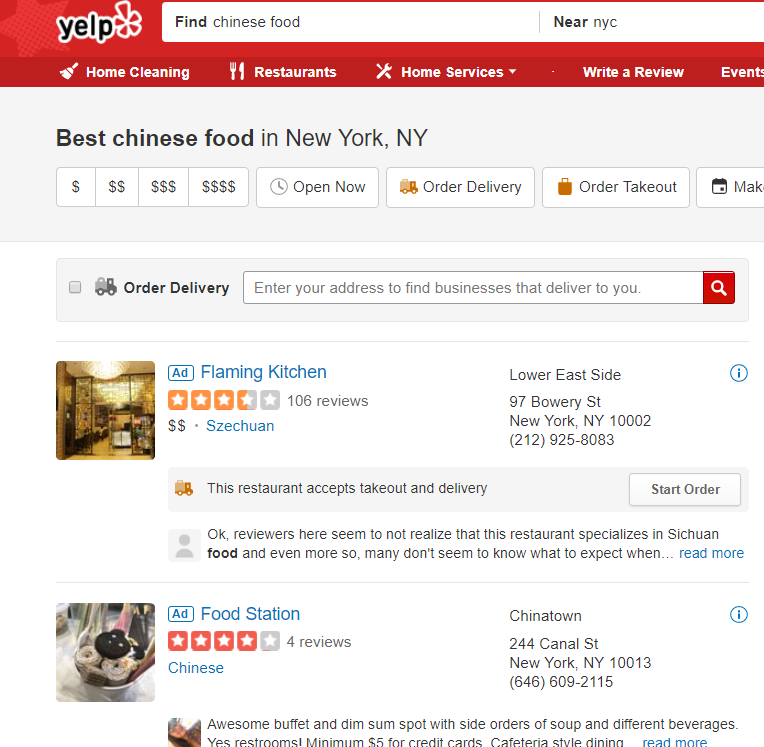 yelp Find chinese food Near nyc
Home Cleaning Restaurants Home Services Write a Review Events
Best chinese food in New York, NY
$ $$ $$$ $$$$ Open Now Order Delivery Order Takeout Mak
Order Delivery Enter your address to find businesses that deliver to you.
Ad Flaming Kitchen Lower East Side
106 reviews 97 Bowery St
$$ · Szechuan New York, NY 10002
(212) 925-8083
This restaurant accepts takeout and delivery Start Order
Ok, reviewers here seem to not realize that this restaurant specializes in Sichuan
food and even more so, many don't seem to know what to expect when… read more
Ad Food Station Chinatown
4 reviews 244 Canal St
Chinese New York, NY 10013
(646) 609-2115
Awesome buffet and dim sum spot with side orders of soup and different beverages.
Yes restrooms! Minimum $5 for credit cards. Cafeteria style dining… read more